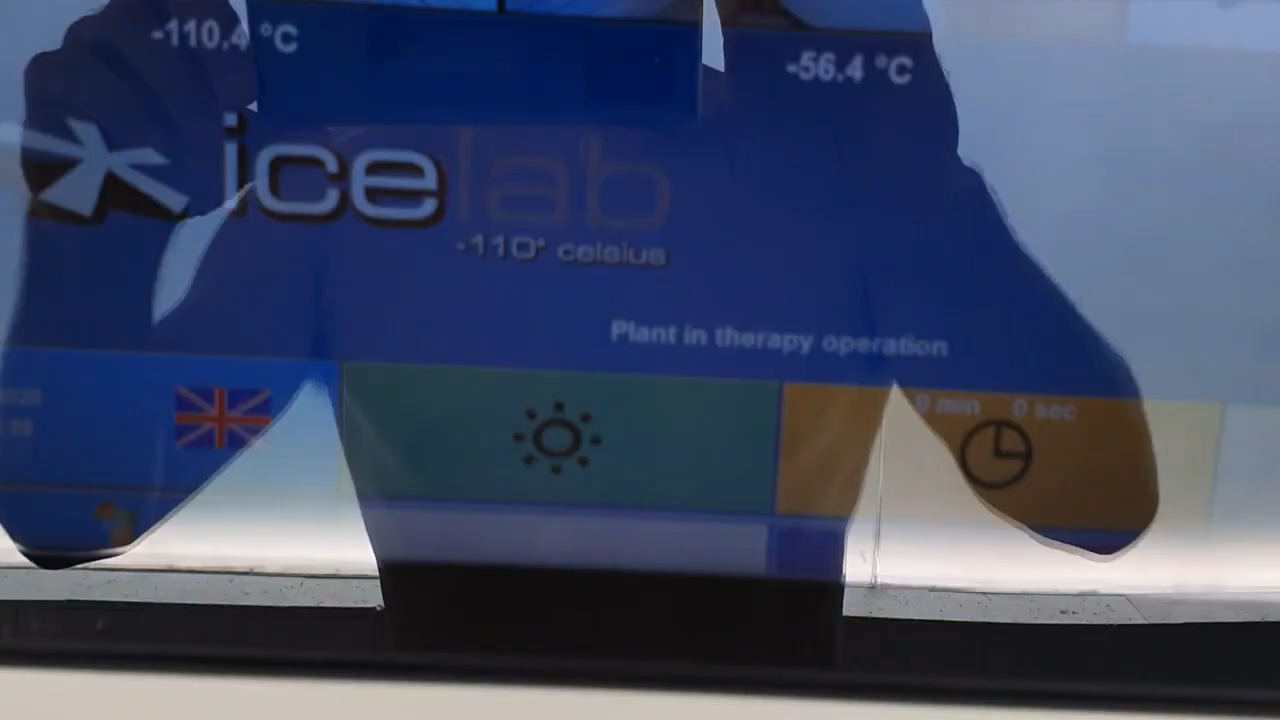 -110.4 °C
-56.4 °C
icelab
-110° celsius
Plant in therapy operation
0 min 0 sec